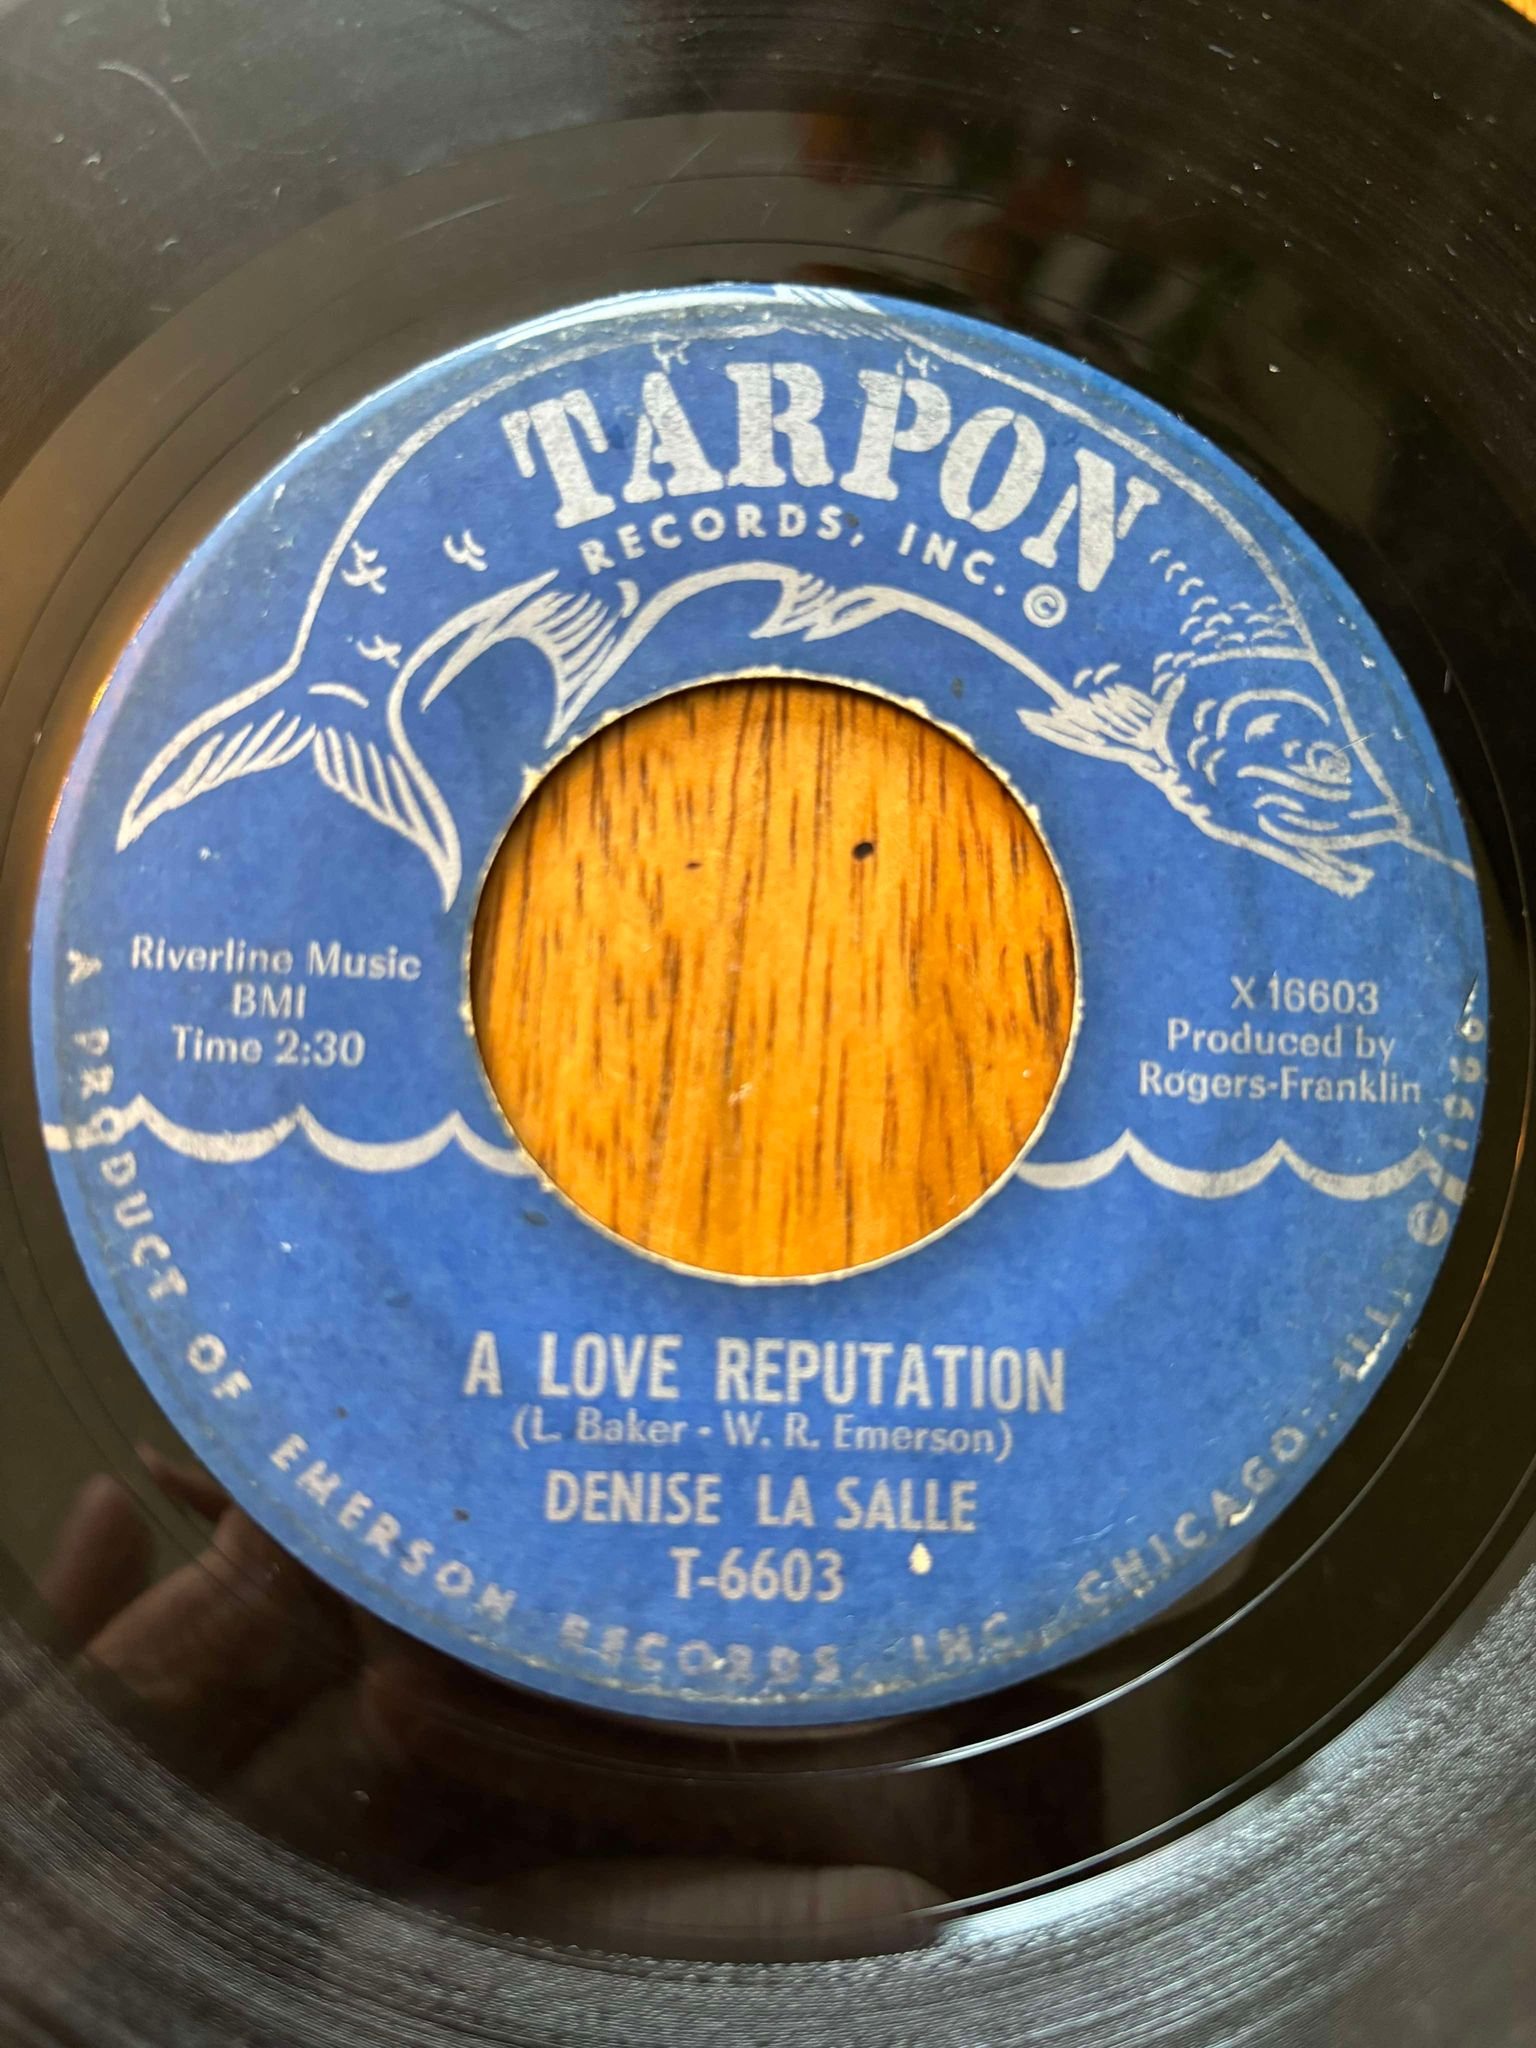 TARPON
RECORDS, INC. ©
Riverline Music
BMI
Time 2:30
X 16603
Produced by
Rogers-Franklin
A LOVE REPUTATION
(L. Baker - W. R. Emerson)
DENISE LA SALLE
T-6603
A PRODUCT OF EMERSON RECORDS, INC., CHICAGO, ILL. ©